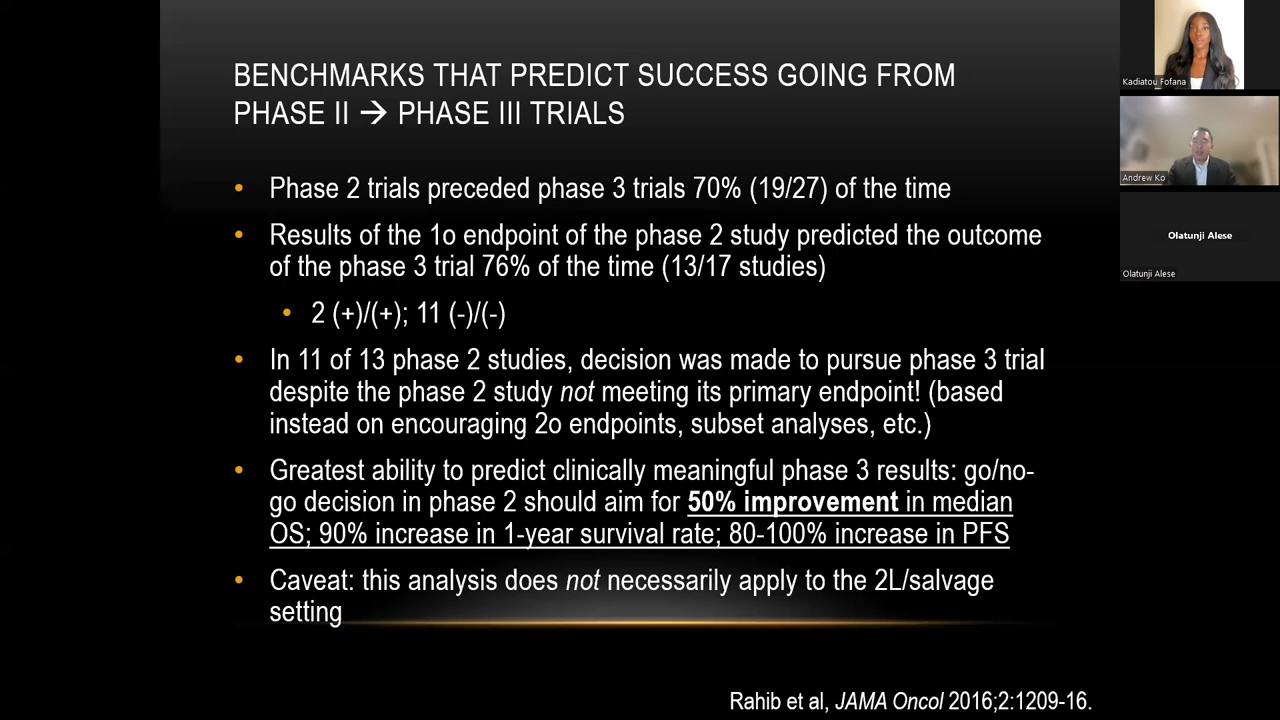 BENCHMARKS THAT PREDICT SUCCESS GOING FROM
PHASE II → PHASE III TRIALS
• Phase 2 trials preceded phase 3 trials 70% (19/27) of the time
• Results of the 1o endpoint of the phase 2 study predicted the outcome
of the phase 3 trial 76% of the time (13/17 studies)
• 2 (+)/(+); 11 (-)/(-)
• In 11 of 13 phase 2 studies, decision was made to pursue phase 3 trial
despite the phase 2 study not meeting its primary endpoint! (based
instead on encouraging 2o endpoints, subset analyses, etc.)
• Greatest ability to predict clinically meaningful phase 3 results: go/no-
go decision in phase 2 should aim for 50% improvement in median
OS; 90% increase in 1-year survival rate; 80-100% increase in PFS
• Caveat: this analysis does not necessarily apply to the 2L/salvage
setting
Rahib et al, JAMA Oncol 2016;2:1209-16.
Kadiatou Fofana
Andrew Ko
Olatunji Alese
Olatunji Alese